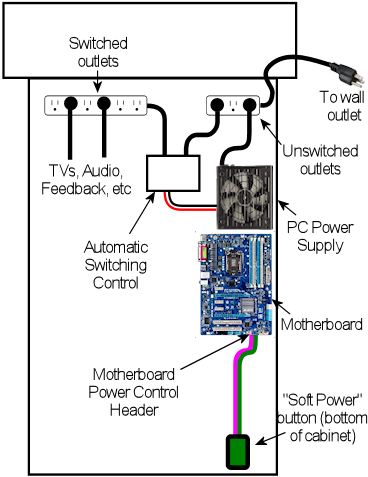 Switched
outlets
To wall
outlet
TVs, Audio,
Feedback, etc
Unswitched
outlets
Automatic
Switching
Control
PC Power
Supply
Motherboard
Motherboard
Power Control
Header
"Soft Power"
button (bottom
of cabinet)